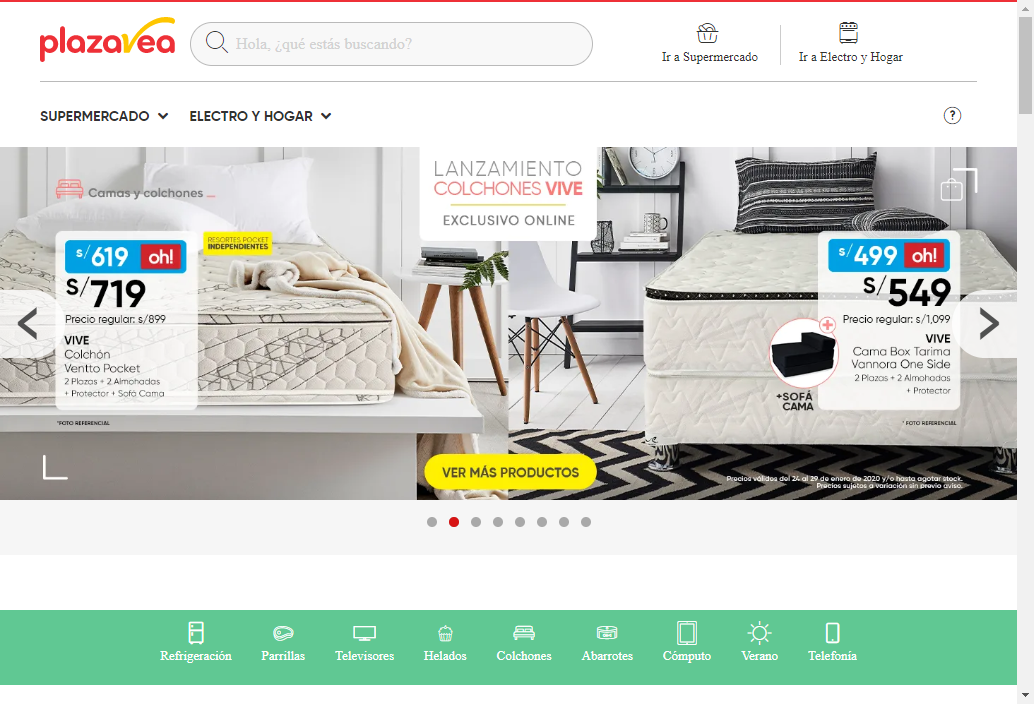 plazavea
Hola, ¿qué estás buscando?
Ir a Supermercado
Ir a Electro y Hogar
SUPERMERCADO
ELECTRO Y HOGAR
?
LANZAMIENTO
COLCHONES VIVE
EXCLUSIVO ONLINE
Camas y colchones
S/619 oh!
RESORTES POCKET
INDEPENDIENTES
S/719
Precio regular: s/899
VIVE
Colchón
Ventto Pocket
2 Plazas + 2 Almohadas
+ Protector + Sofá Cama
*FOTO REFERENCIAL
S/499 oh!
S/549
Precio regular: s/1,099
VIVE
Cama Box Tarima
Vannora One Side
2 Plazas + 2 Almohadas
+ Protector
+SOFÁ
CAMA
* FOTO REFERENCIAL
VER MÁS PRODUCTOS
Precios válidos del 24 al 29 de enero de 2020 y/o hasta agotar stock.
Precios sujetos a variación sin previo aviso.
Refrigeración
Parrillas
Televisores
Helados
Colchones
Abarrotes
Cómputo
Verano
Telefonía